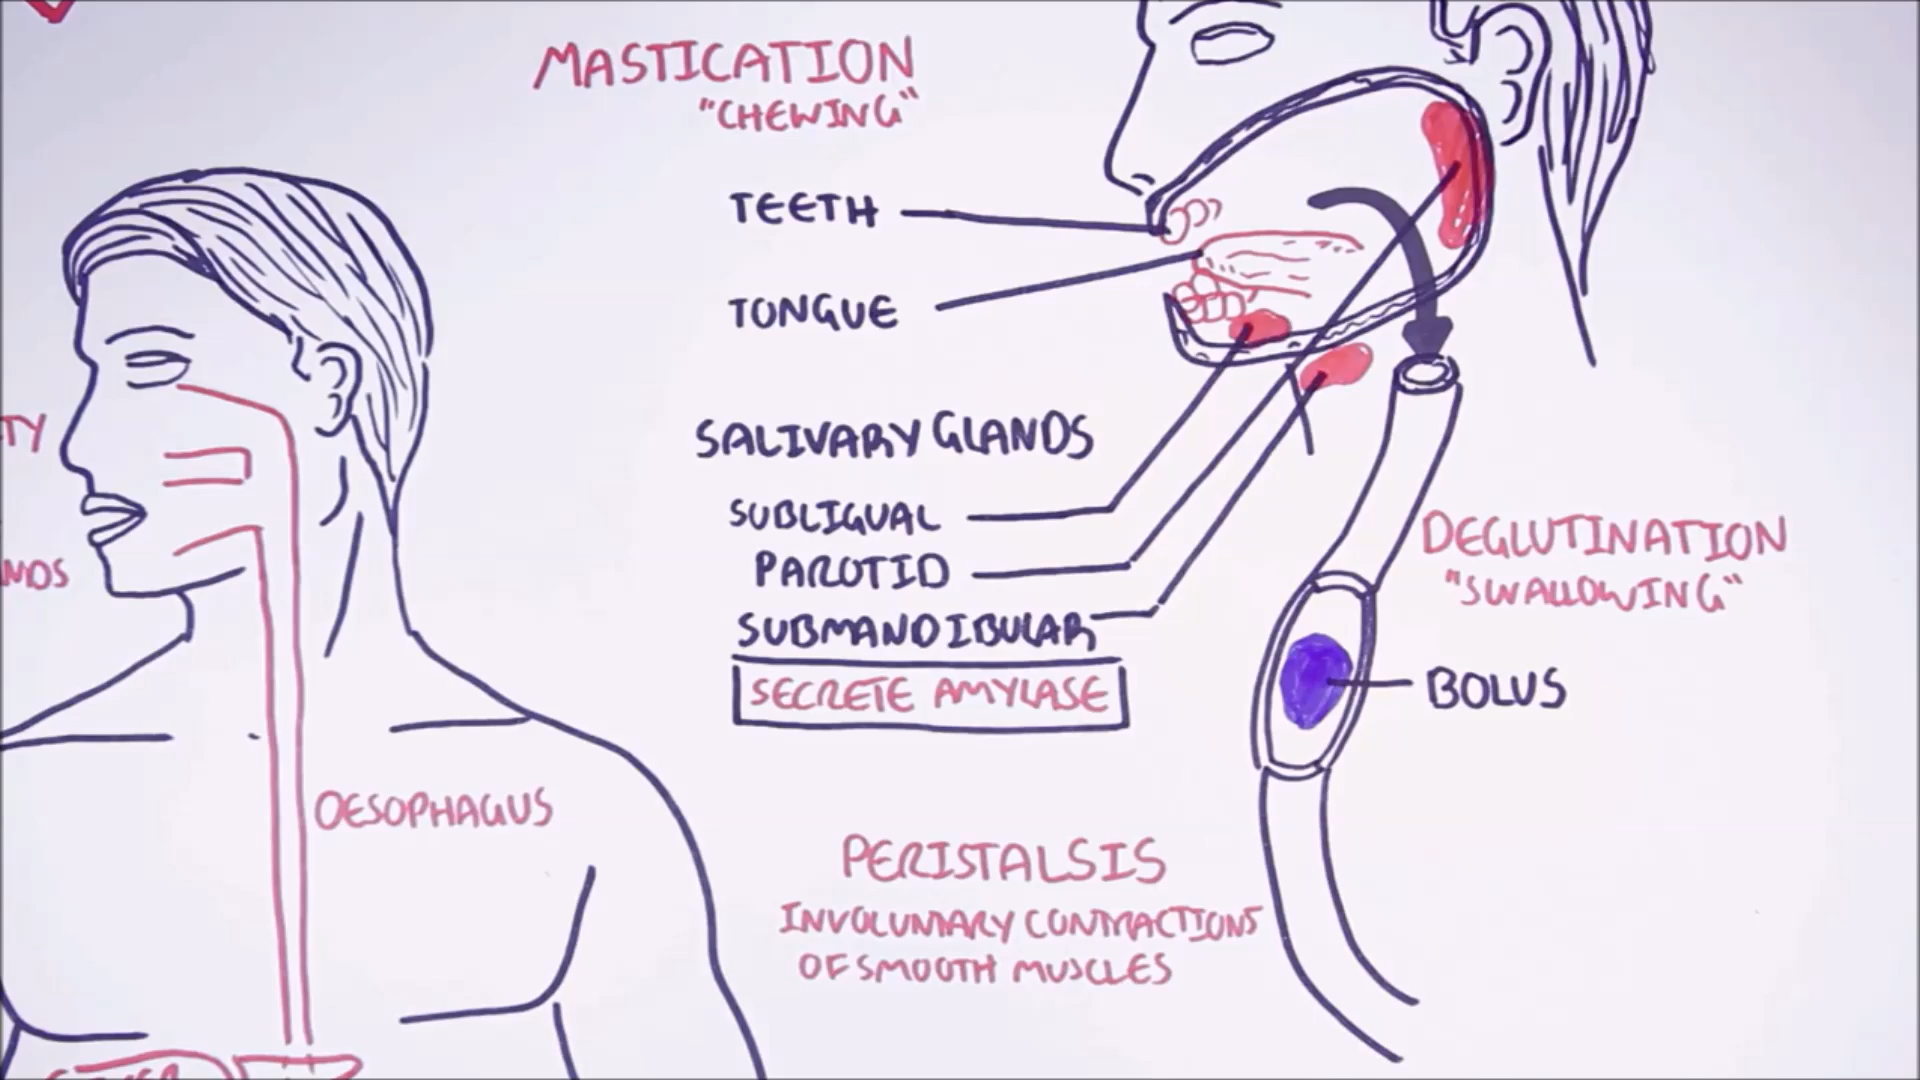 MASTICATION
"CHEWING"
TEETH
TONGUE
SALIVARY GLANDS
SUBLIGUAL
PAROTID
SUBMANDIBULAR
SECRETE AMYLASE
DEGLUTINATION
"SWALLOWING"
BOLUS
OESOPHAGUS
PERISTALSIS
INVOLUNTARY CONTRACTIONS
OF SMOOTH MUSCLES